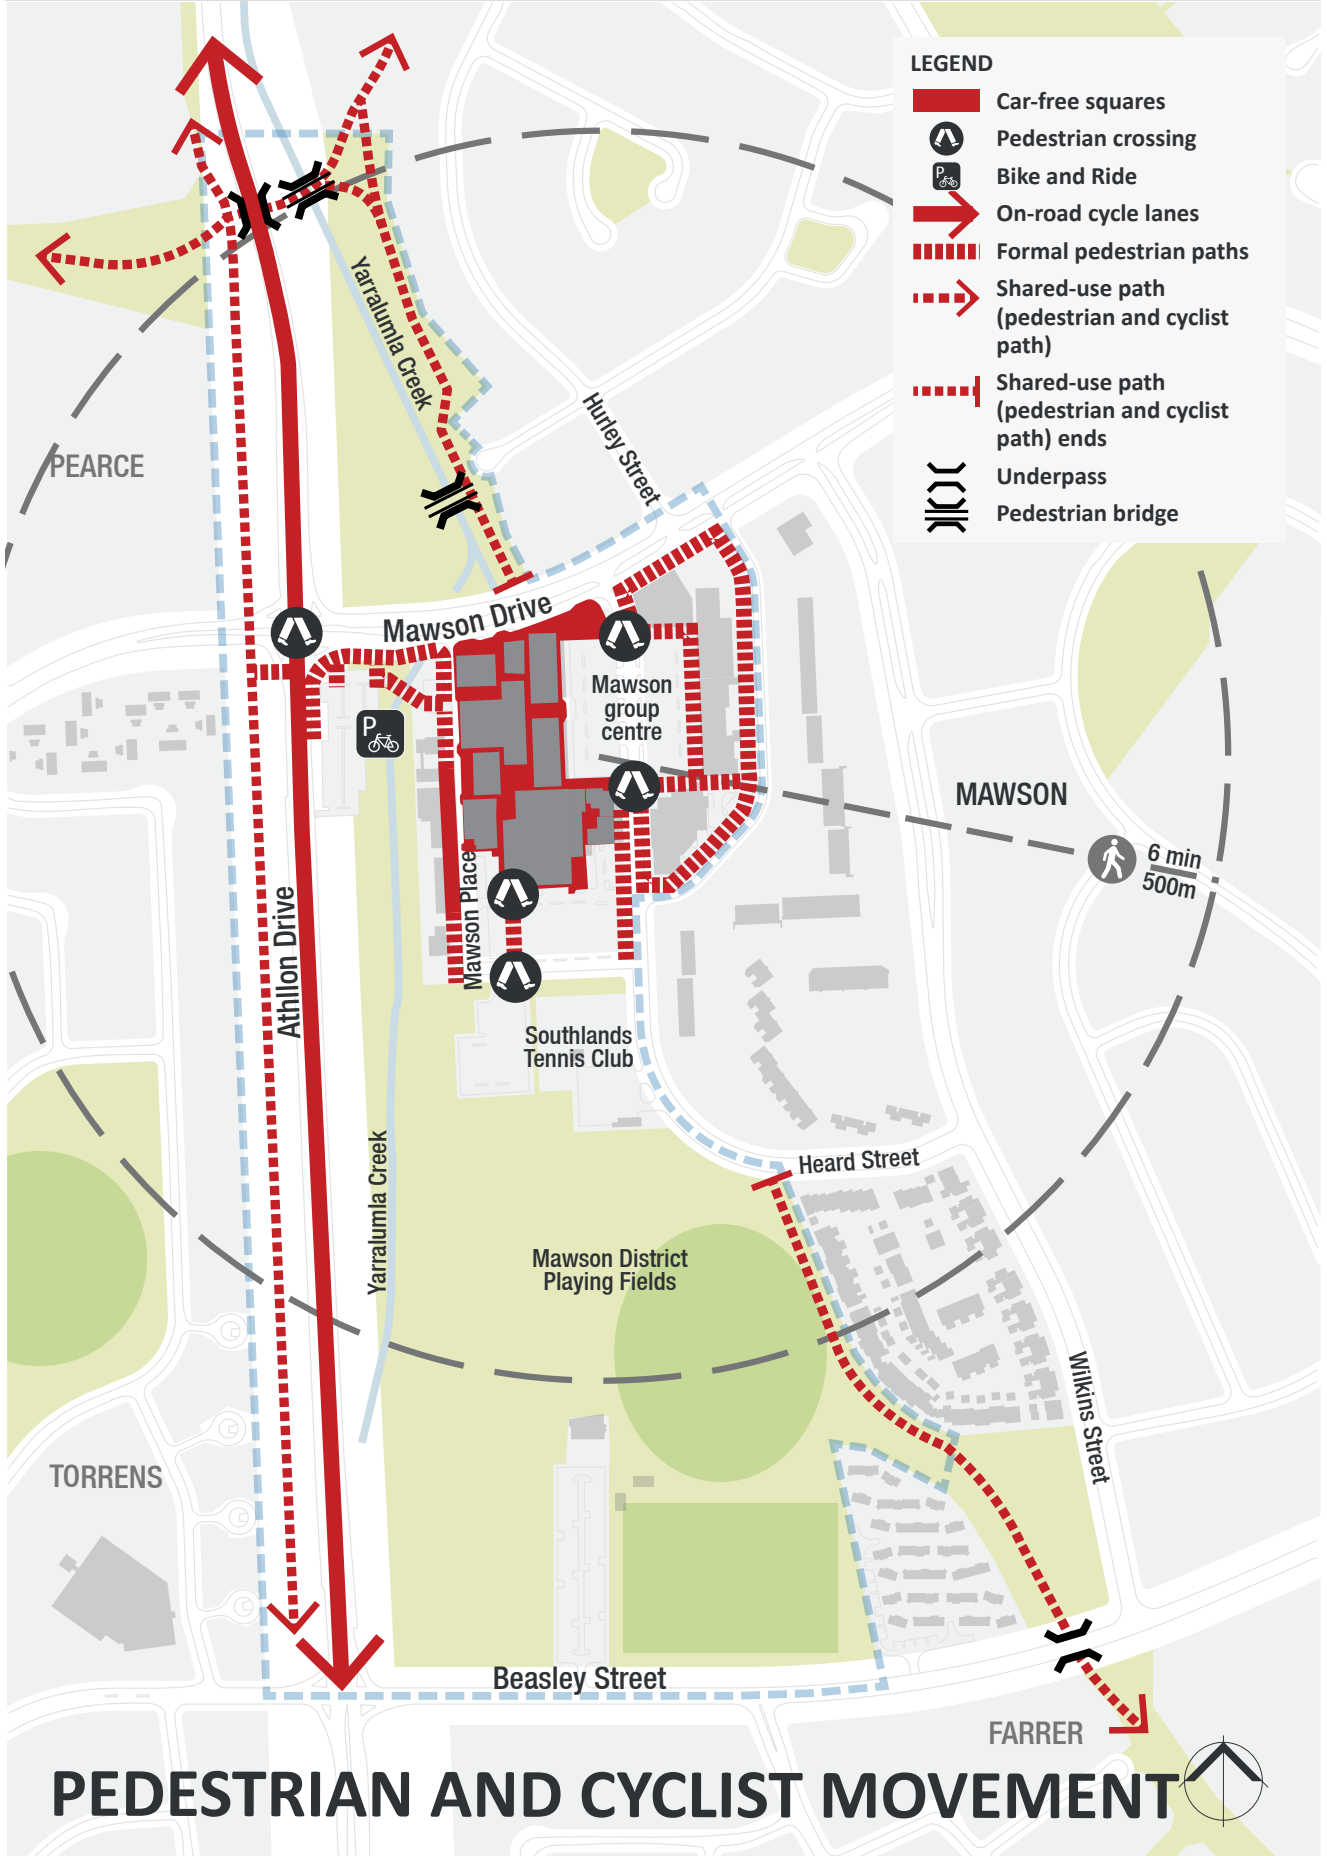 LEGEND
Car-free squares
Pedestrian crossing
P
Bike and Ride
On-road cycle lanes
Formal pedestrian paths
Shared-use path
(pedestrian and cyclist
path)
Shared-use path
(pedestrian and cyclist
path) ends
Underpass
Pedestrian bridge
Yarralumla Creek
Hurley Street
PEARCE
Mawson Drive
Mawson
group
centre
P
MAWSON
6 min
500m
Mawson Place
Athllon Drive
Southlands
Tennis Club
Heard Street
Yarralumla Creek
Mawson District
Playing Fields
Wilkins Street
TORRENS
Beasley Street
FARRER
PEDESTRIAN AND CYCLIST MOVEMENT